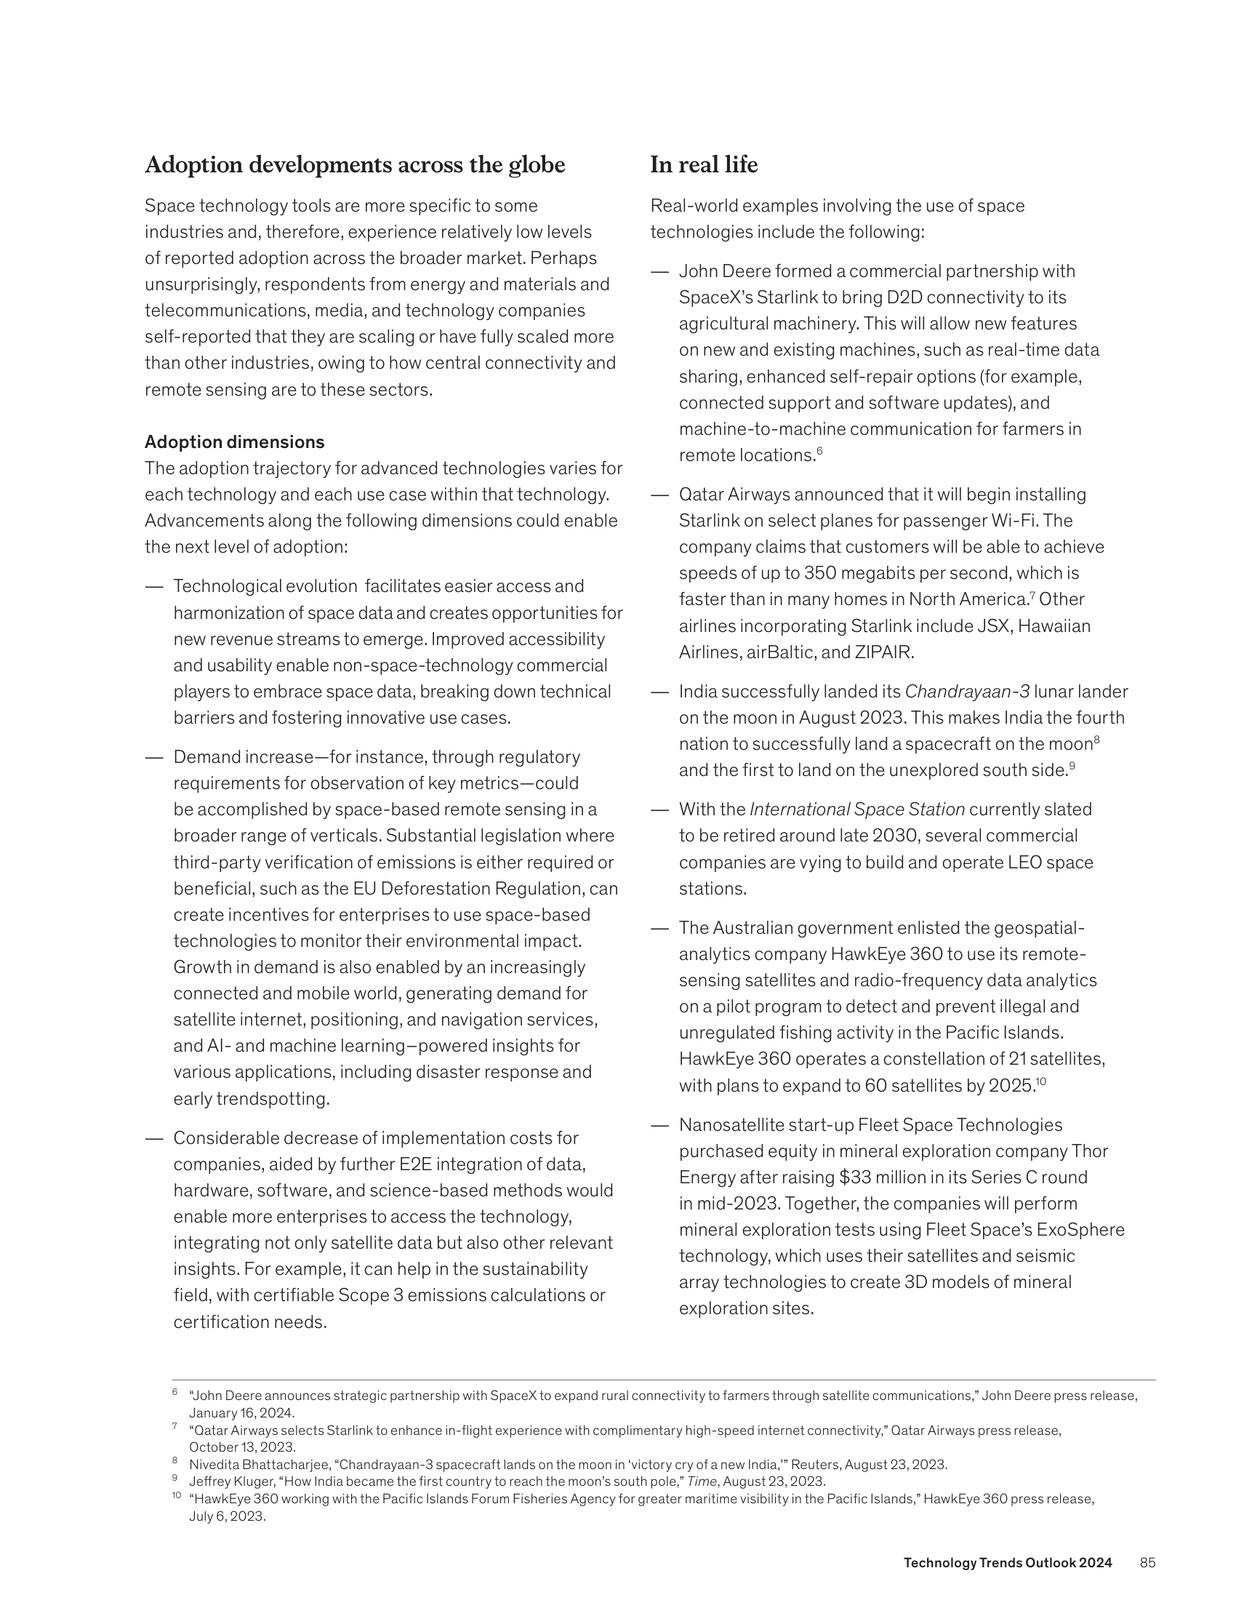 Adoption developments across the globe
Space technology tools are more specific to some
industries and, therefore, experience relatively low levels
of reported adoption across the broader market. Perhaps
unsurprisingly, respondents from energy and materials and
telecommunications, media, and technology companies
self-reported that they are scaling or have fully scaled more
than other industries, owing to how central connectivity and
remote sensing are to these sectors.
Adoption dimensions
The adoption trajectory for advanced technologies varies for
each technology and each use case within that technology.
Advancements along the following dimensions could enable
the next level of adoption:
— Technological evolution facilitates easier access and
harmonization of space data and creates opportunities for
new revenue streams to emerge. Improved accessibility
and usability enable non-space-technology commercial
players to embrace space data, breaking down technical
barriers and fostering innovative use cases.
— Demand increase—for instance, through regulatory
requirements for observation of key metrics—could
be accomplished by space-based remote sensing in a
broader range of verticals. Substantial legislation where
third-party verification of emissions is either required or
beneficial, such as the EU Deforestation Regulation, can
create incentives for enterprises to use space-based
technologies to monitor their environmental impact.
Growth in demand is also enabled by an increasingly
connected and mobile world, generating demand for
satellite internet, positioning, and navigation services,
and AI- and machine learning–powered insights for
various applications, including disaster response and
early trendspotting.
— Considerable decrease of implementation costs for
companies, aided by further E2E integration of data,
hardware, software, and science-based methods would
enable more enterprises to access the technology,
integrating not only satellite data but also other relevant
insights. For example, it can help in the sustainability
field, with certifiable Scope 3 emissions calculations or
certification needs.
In real life
Real-world examples involving the use of space
technologies include the following:
— John Deere formed a commercial partnership with
SpaceX’s Starlink to bring D2D connectivity to its
agricultural machinery. This will allow new features
on new and existing machines, such as real-time data
sharing, enhanced self-repair options (for example,
connected support and software updates), and
machine-to-machine communication for farmers in
remote locations.⁶
— Qatar Airways announced that it will begin installing
Starlink on select planes for passenger Wi-Fi. The
company claims that customers will be able to achieve
speeds of up to 350 megabits per second, which is
faster than in many homes in North America.⁷ Other
airlines incorporating Starlink include JSX, Hawaiian
Airlines, airBaltic, and ZIPAIR.
— India successfully landed its Chandrayaan-3 lunar lander
on the moon in August 2023. This makes India the fourth
nation to successfully land a spacecraft on the moon⁸
and the first to land on the unexplored south side.⁹
— With the International Space Station currently slated
to be retired around late 2030, several commercial
companies are vying to build and operate LEO space
stations.
— The Australian government enlisted the geospatial-
analytics company HawkEye 360 to use its remote-
sensing satellites and radio-frequency data analytics
on a pilot program to detect and prevent illegal and
unregulated fishing activity in the Pacific Islands.
HawkEye 360 operates a constellation of 21 satellites,
with plans to expand to 60 satellites by 2025.¹⁰
— Nanosatellite start-up Fleet Space Technologies
purchased equity in mineral exploration company Thor
Energy after raising $33 million in its Series C round
in mid-2023. Together, the companies will perform
mineral exploration tests using Fleet Space’s ExoSphere
technology, which uses their satellites and seismic
array technologies to create 3D models of mineral
exploration sites.
⁶ “John Deere announces strategic partnership with SpaceX to expand rural connectivity to farmers through satellite communications,” John Deere press release,
January 16, 2024.
⁷ “Qatar Airways selects Starlink to enhance in-flight experience with complimentary high-speed internet connectivity,” Qatar Airways press release,
October 13, 2023.
⁸ Nivedita Bhattacharjee, “Chandrayaan-3 spacecraft lands on the moon in ‘victory cry of a new India,’” Reuters, August 23, 2023.
⁹ Jeffrey Kluger, “How India became the first country to reach the moon’s south pole,” Time, August 23, 2023.
¹⁰ “HawkEye 360 working with the Pacific Islands Forum Fisheries Agency for greater maritime visibility in the Pacific Islands,” HawkEye 360 press release,
July 6, 2023.
Technology Trends Outlook 2024 85